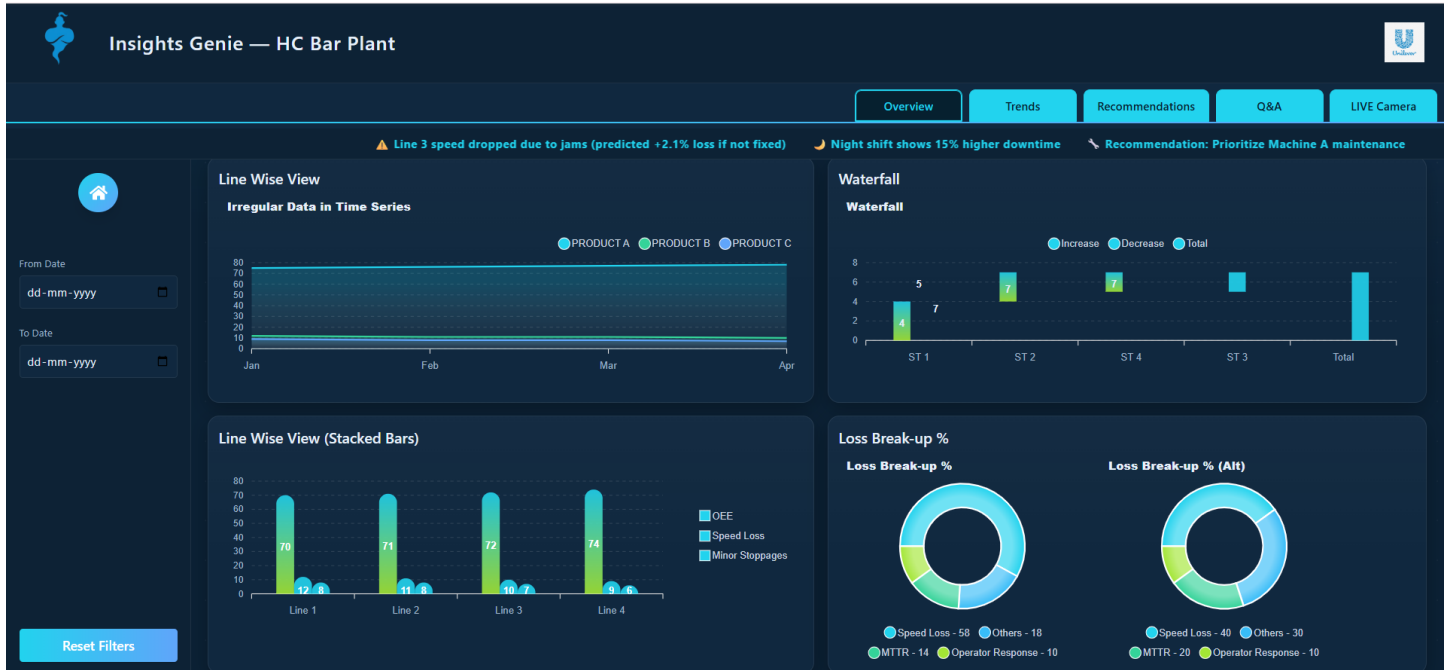 Insights Genie — HC Bar Plant
Unilever
Overview
Trends
Recommendations
Q&A
LIVE Camera
⚠ Line 3 speed dropped due to jams (predicted +2.1% loss if not fixed)
🌙 Night shift shows 15% higher downtime
🔧 Recommendation: Prioritize Machine A maintenance
From Date
dd-mm-yyyy
To Date
dd-mm-yyyy
Reset Filters
Line Wise View
Irregular Data in Time Series
PRODUCT A PRODUCT B PRODUCT C
80
70
60
50
40
30
20
10
0
Jan Feb Mar Apr
Waterfall
Waterfall
Increase Decrease Total
8
6
4
2
0
5
7
4
7
7
ST 1 ST 2 ST 4 ST 3 Total
Line Wise View (Stacked Bars)
80
70
60
50
40
30
20
10
0
70 12 8
71 11 8
72 10 7
74 9 6
Line 1 Line 2 Line 3 Line 4
OEE
Speed Loss
Minor Stoppages
Loss Break-up %
Loss Break-up %
Speed Loss - 58 Others - 18
MTTR - 14 Operator Response - 10
Loss Break-up % (Alt)
Speed Loss - 40 Others - 30
MTTR - 20 Operator Response - 10